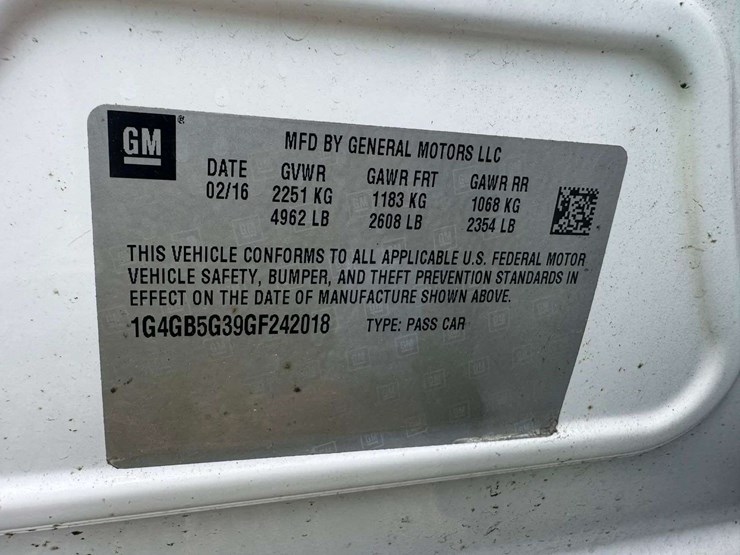 GM ®
MFD BY GENERAL MOTORS LLC
DATE GVWR GAWR FRT GAWR RR
02/16 2251 KG 1183 KG 1068 KG
4962 LB 2608 LB 2354 LB
THIS VEHICLE CONFORMS TO ALL APPLICABLE U.S. FEDERAL MOTOR
VEHICLE SAFETY, BUMPER, AND THEFT PREVENTION STANDARDS IN
EFFECT ON THE DATE OF MANUFACTURE SHOWN ABOVE.
1G4GB5G39GF242018 TYPE: PASS CAR